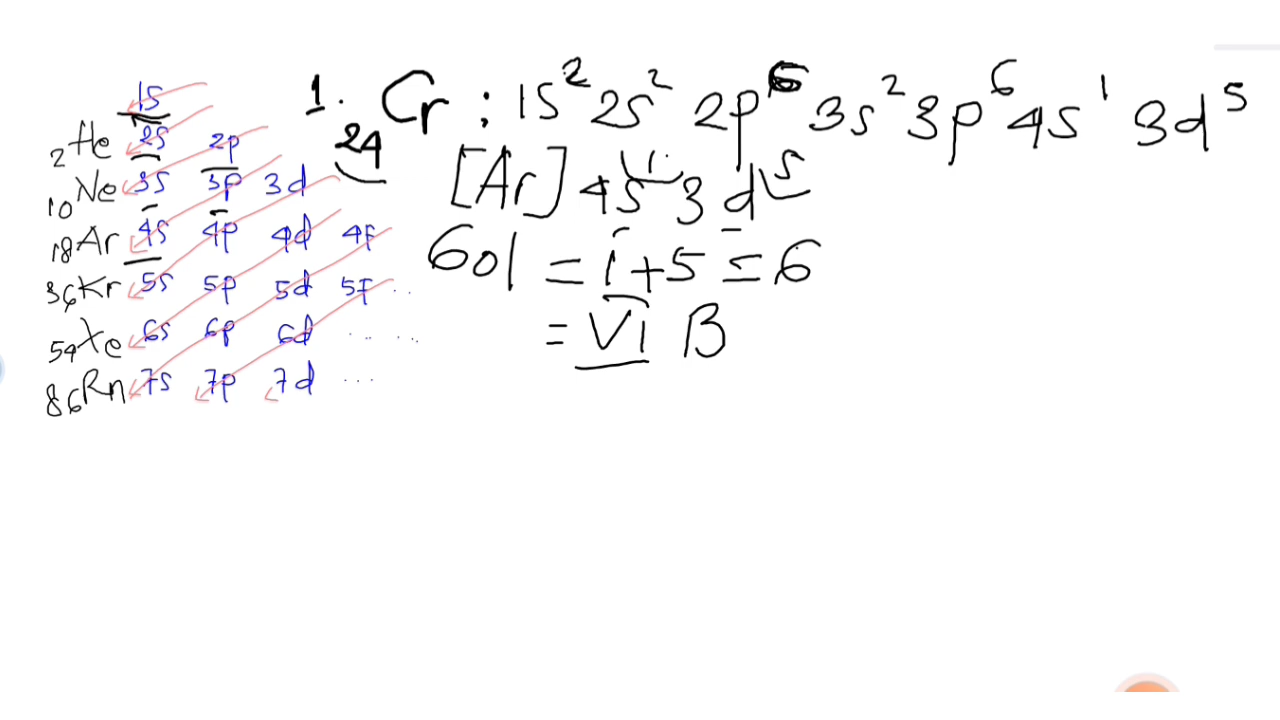 1s
2He 2s 2p
10Ne 3s 3p 3d
18Ar 4s 4p 4d 4f
36Kr 5s 5p 5d 5f ..
54Xe 6s 6p 6d .. ..
86Rn 7s 7p 7d ...
1. 24Cr : 1S² 2S² 2p⁶ 3s² 3p⁶ 4S¹ 3d⁵
[Ar] 4S¹ 3d⁵
Gol = 1 + 5 = 6
= VI B